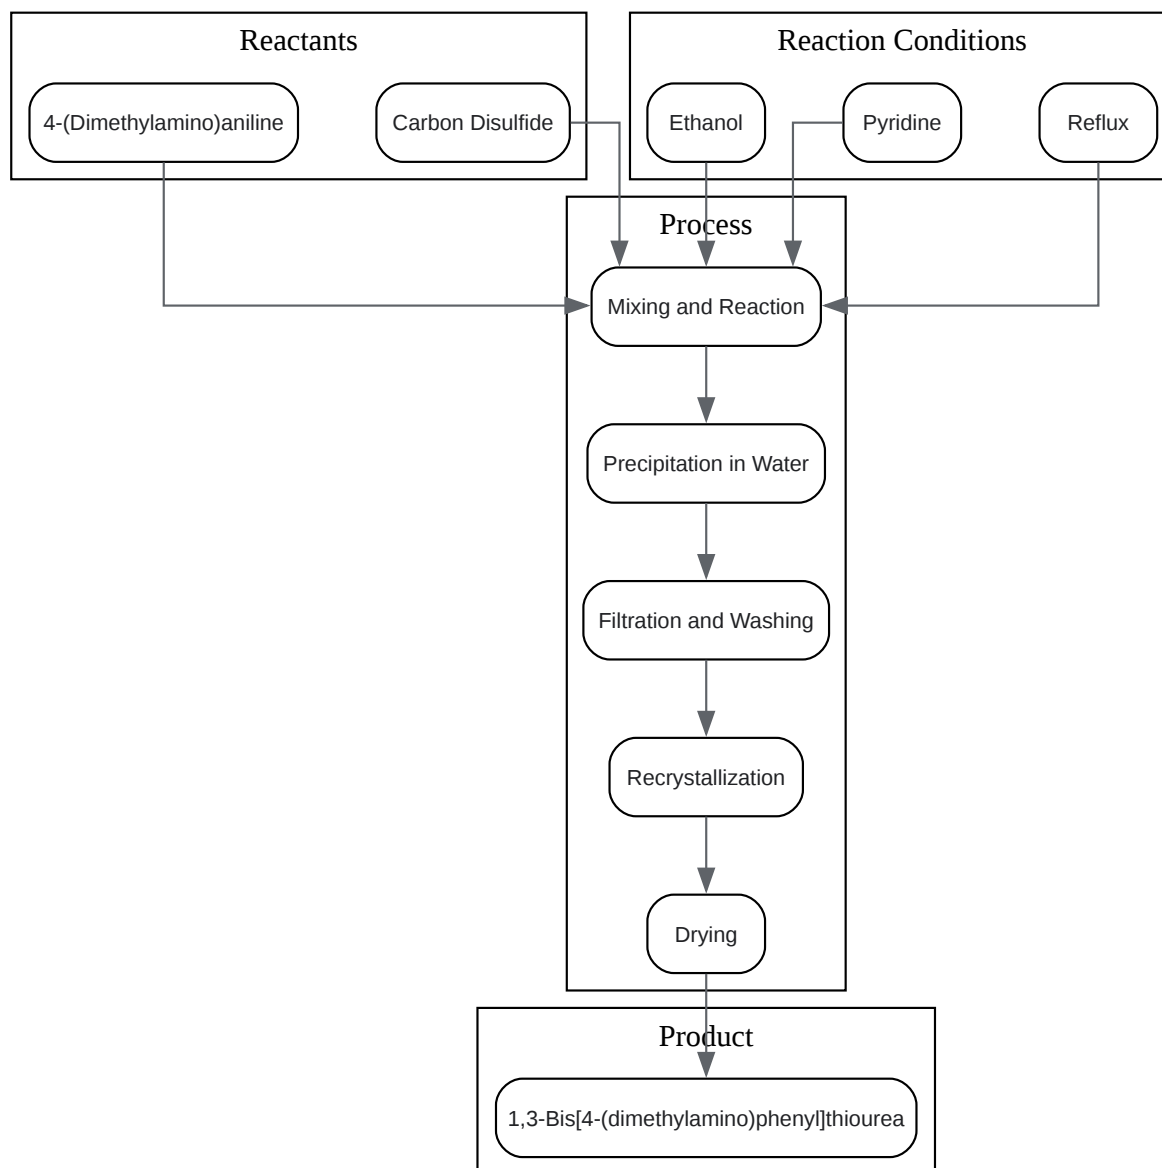 Reactants
Reaction Conditions
4-(Dimethylamino)aniline
Carbon Disulfide
Ethanol
Pyridine
Reflux
Process
Mixing and Reaction
Precipitation in Water
Filtration and Washing
Recrystallization
Drying
Product
1,3-Bis[4-(dimethylamino)phenyl]thiourea